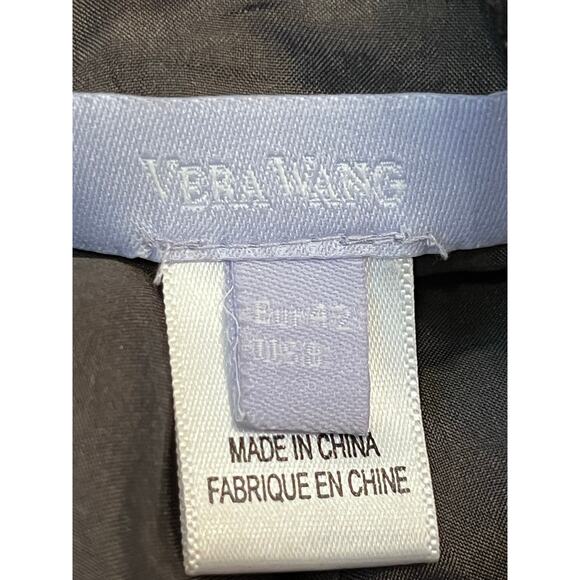 VERA WANG
MADE IN CHINA
FABRIQUE EN CHINE